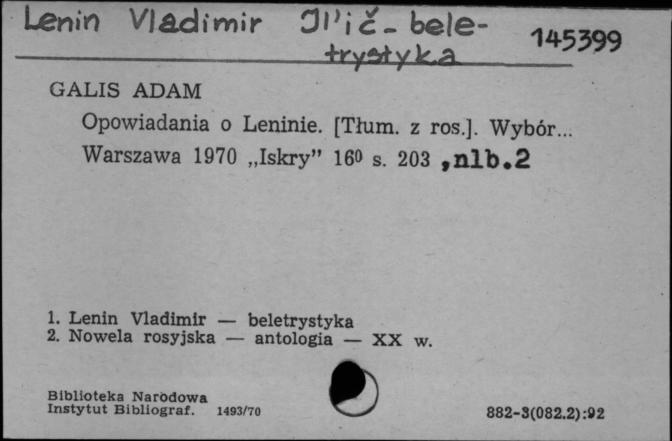 Lenin Vladimir Il'ič - bele-
trystyka
145399
GALIS ADAM
Opowiadania o Leninie. [Tłum. z ros.]. Wybór...
Warszawa 1970 „Iskry” 16⁰ s. 203 ,nlb.2
1. Lenin Vladimir — beletrystyka
2. Nowela rosyjska — antologia — XX w.
Biblioteka Narodowa
Instytut Bibliograf. 1493/70
882-3(082.2):92